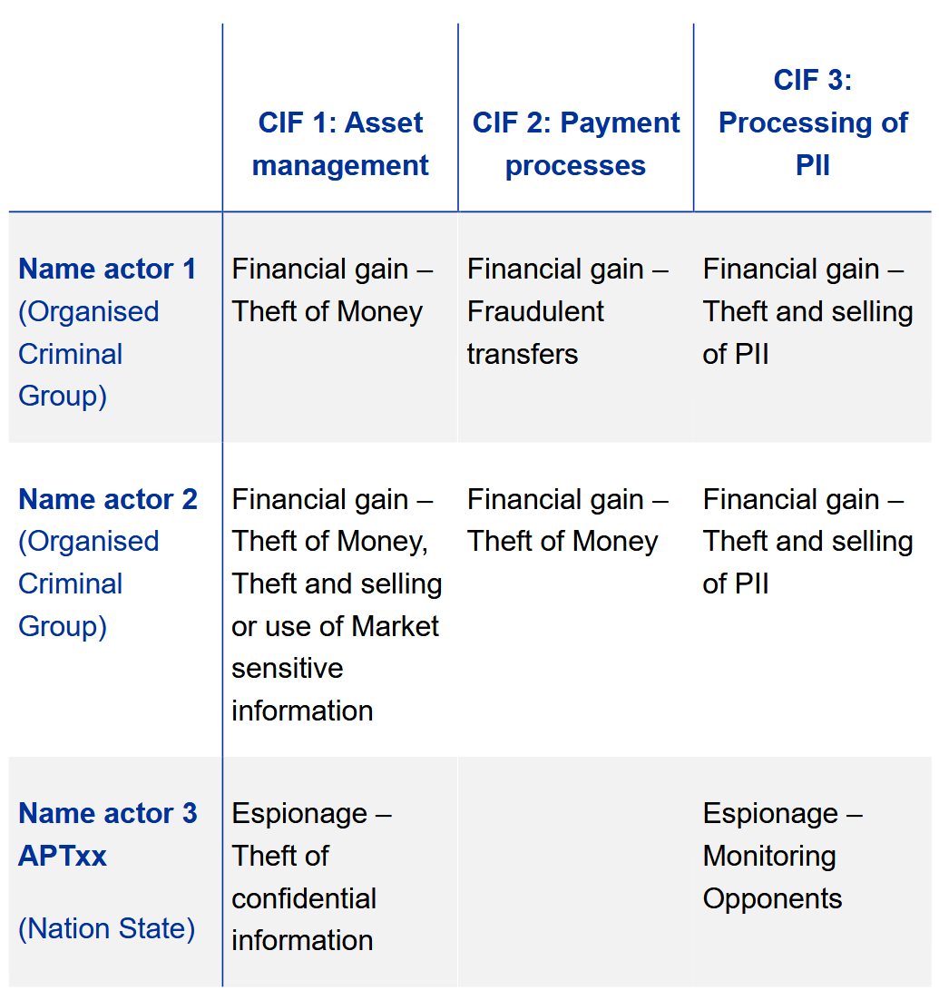 CIF 1: Asset
management
CIF 2: Payment
processes
CIF 3:
Processing of
PII
Name actor 1
(Organised
Criminal
Group)
Financial gain –
Theft of Money
Financial gain –
Fraudulent
transfers
Financial gain –
Theft and selling
of PII
Name actor 2
(Organised
Criminal
Group)
Financial gain –
Theft of Money,
Theft and selling
or use of Market
sensitive
information
Financial gain –
Theft of Money
Financial gain –
Theft and selling
of PII
Name actor 3
APTxx
(Nation State)
Espionage –
Theft of
confidential
information
Espionage –
Monitoring
Opponents